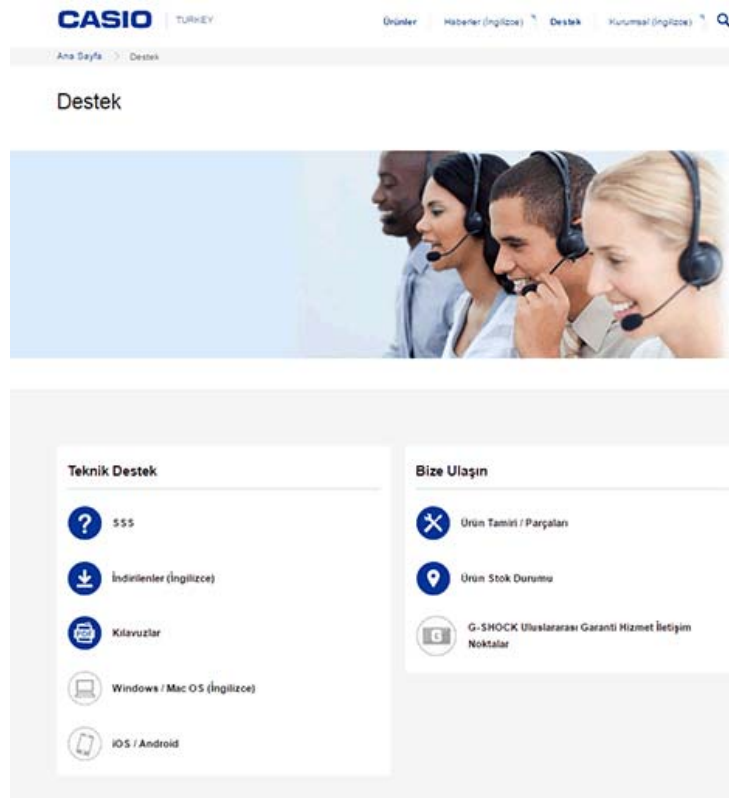 CASIO TURKEY Ürünler Haberler (İngilizce) Destek Kurumsal (İngilizce)
Ana Sayfa > Destek
Destek
Teknik Destek
SSS
İndirilenler (İngilizce)
PDF Kılavuzlar
Windows / Mac OS (İngilizce)
iOS / Android
Bize Ulaşın
Ürün Tamiri / Parçaları
Ürün Stok Durumu
G G-SHOCK Uluslararası Garanti Hizmet İletişim
Noktalar